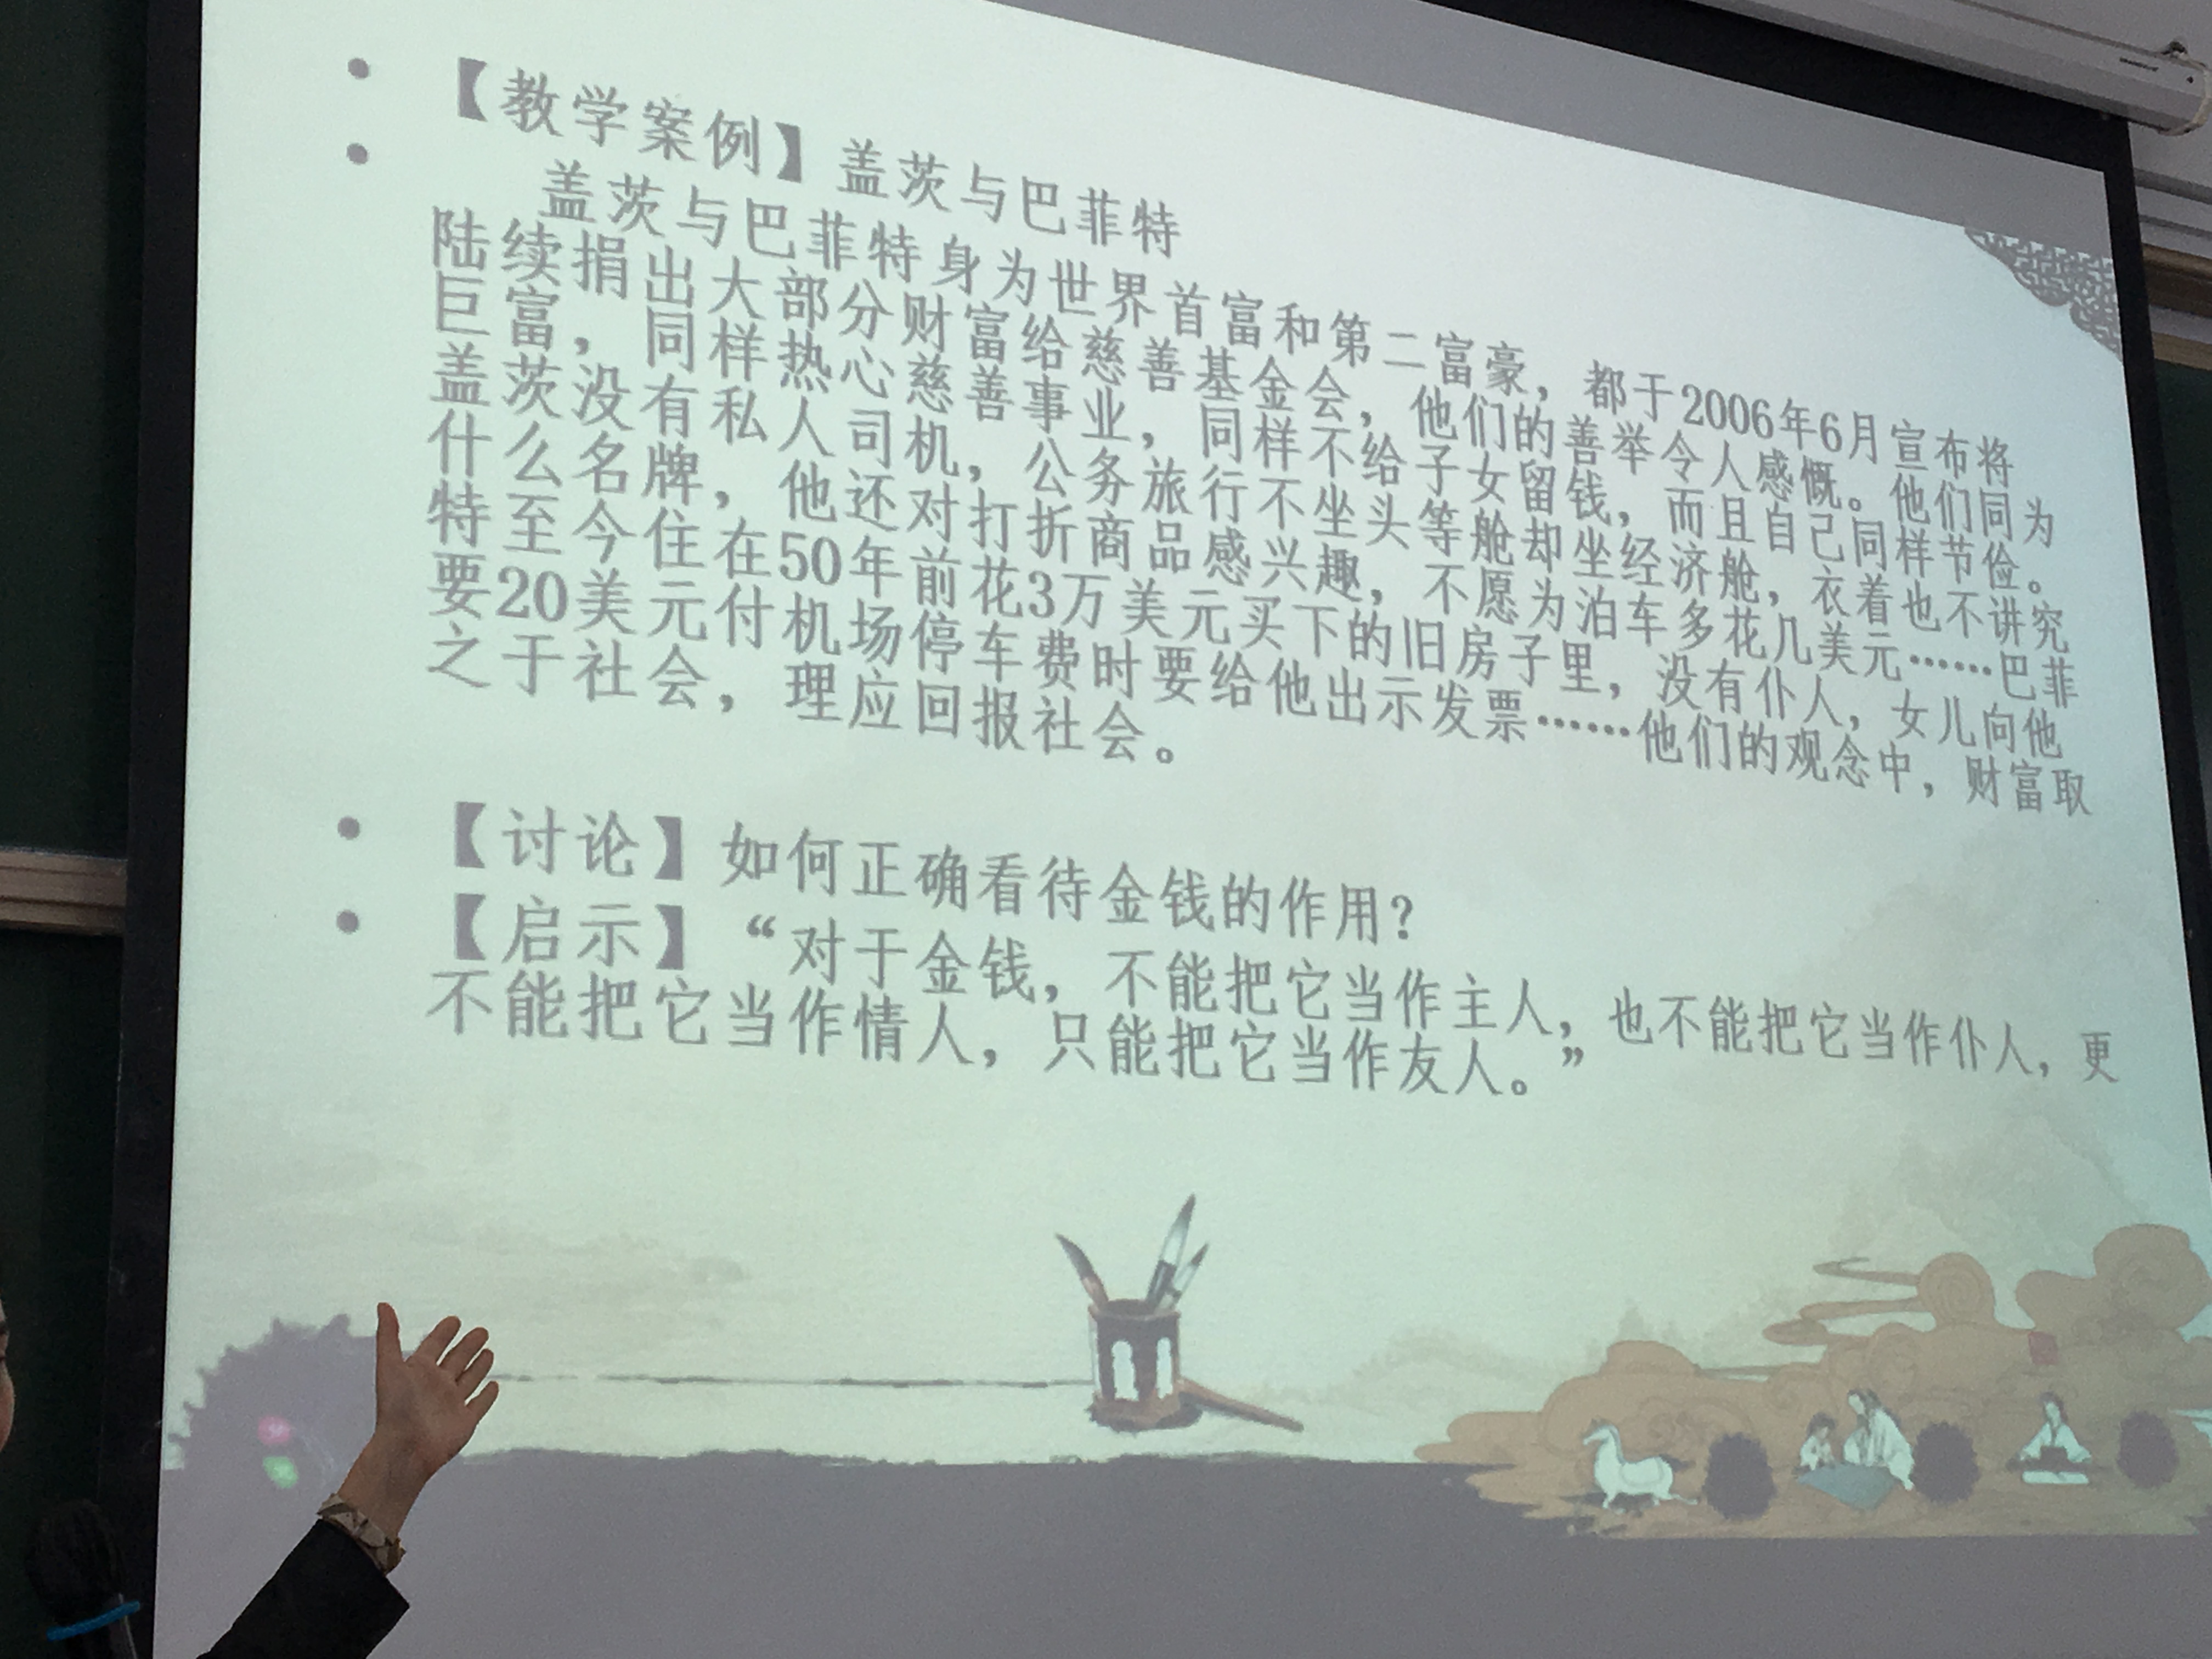 【教学案例】盖茨与巴菲特
盖茨与巴菲特身为世界首富和第二富豪，都于2006年6月宣布将
陆续捐出大部分财富给慈善基金会，他们的善举令人感慨。他们同为
巨富，同样热心慈善事业，同样不给子女留钱，而且自己同样节俭。
盖茨没有私人司机，公务旅行不坐头等舱却坐经济舱，衣着也不讲究
什么名牌，他还对打折商品感兴趣，不愿为泊车多花几美元……巴菲
特至今住在50年前花3万美元买下的旧房子里，没有仆人，女儿向他
要20美元付机场停车费时要给他出示发票……他们的观念中，财富取
之于社会，理应回报社会。
【讨论】如何正确看待金钱的作用？
【启示】“对于金钱，不能把它当作主人，也不能把它当作仆人，更
不能把它当作情人，只能把它当作友人。”